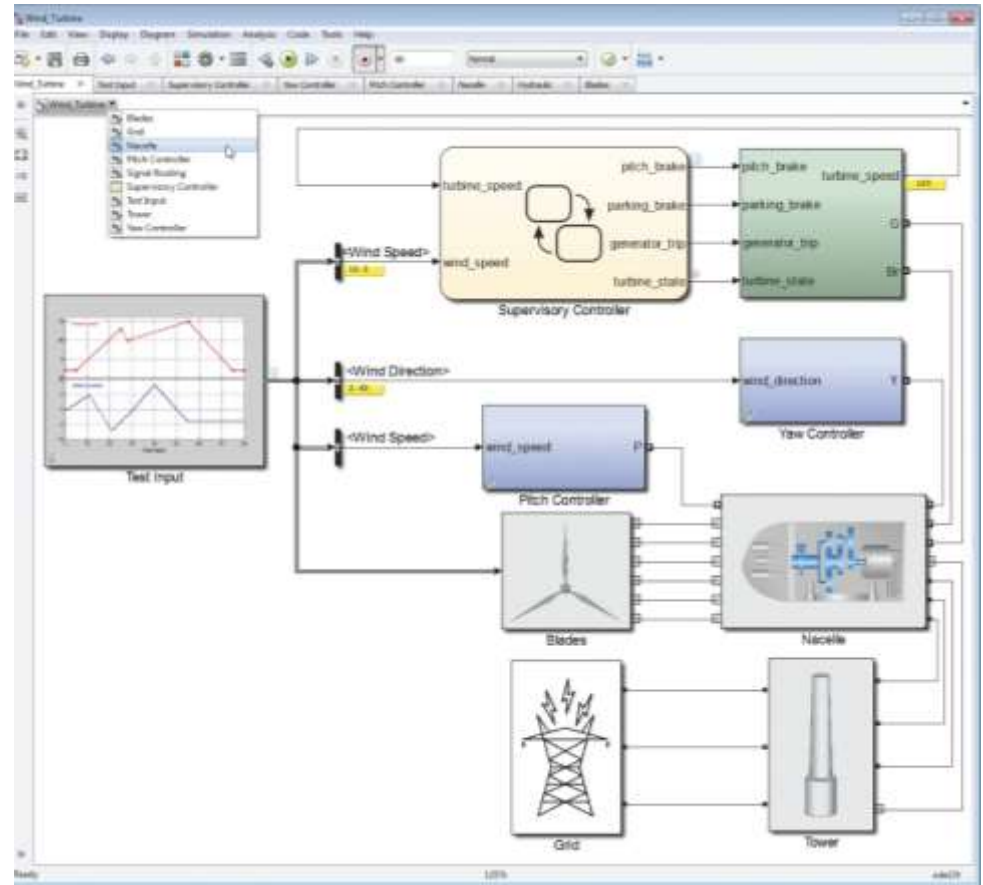 Wind_Turbine
File Edit View Display Diagram Simulation Analysis Code Tools Help
Normal
Wind_Turbine Test Input Supervisory Controller Yaw Controller Pitch Controller Nacelle Hydraulic Blades
Wind_Turbine
Blades
Grid
Nacelle
Pitch Controller
Signal Routing
Supervisory Controller
Test Input
Tower
Yaw Controller
turbine_speed
wind_speed
pitch_brake
parking_brake
generator_trip
turbine_state
Supervisory Controller
pitch_brake
parking_brake
generator_trip
turbine_state
turbine_speed
G
Br
<Wind Speed>
<Wind Direction>
wind_direction Y
Yaw Controller
<Wind Speed>
wind_speed P
Pitch Controller
Test Input
Blades
Nacelle
Grid
Tower
Ready